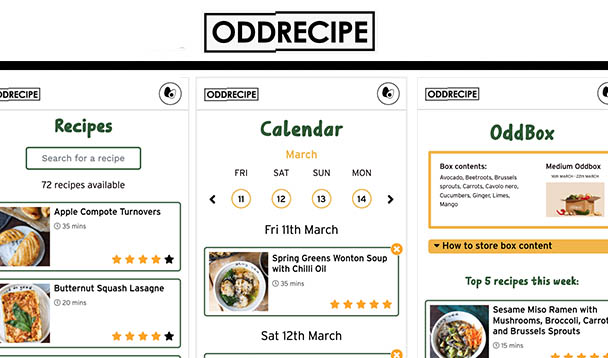 ODDRECIPE
ODDRECIPE
Recipes
Search for a recipe
72 recipes available
Apple Compote Turnovers
35 mins
Butternut Squash Lasagne
20 mins
ODDRECIPE
Calendar
March
FRI SAT SUN MON
11 12 13 14
Fri 11th March
Spring Greens Wonton Soup
with Chilli Oil
35 mins
Sat 12th March
ODDRECIPE
OddBox
Box contents:
Avocado, Beetroots, Brussels
sprouts, Carrots, Cavolo nero,
Cucumbers, Ginger, Limes,
Mango
Medium Oddbox
How to store box content
Top 5 recipes this week:
Sesame Miso Ramen with
Mushrooms, Broccoli, Carrot
and Brussels Sprouts
15 mins